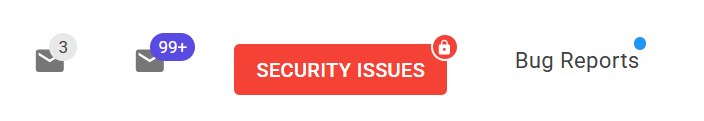 3
99+
SECURITY ISSUES
Bug Reports